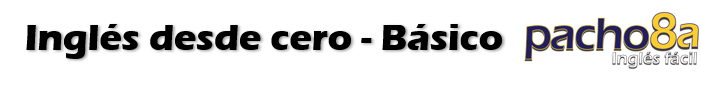 Inglés desde cero - Básico
pacho8a
Inglés fácil